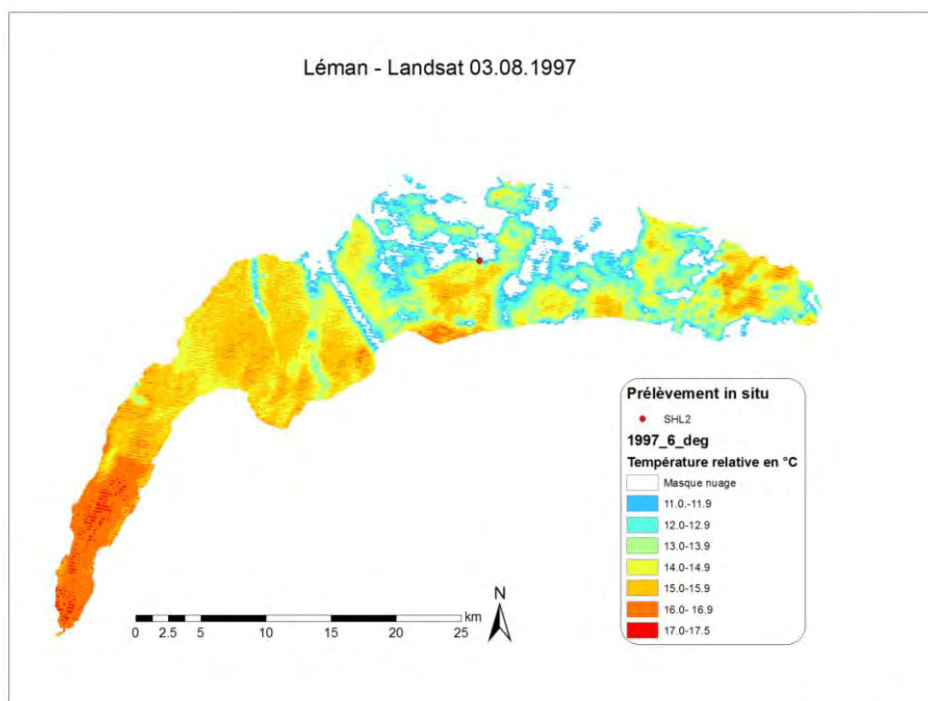 Léman - Landsat 03.08.1997
Prélèvement in situ
SHL2
1997_6_deg
Température relative en °C
Masque nuage
11.0.-11.9
12.0-12.9
13.0-13.9
14.0-14.9
15.0-15.9
16.0- 16.9
17.0-17.5
N
km
0 2.5 5 10 15 20 25